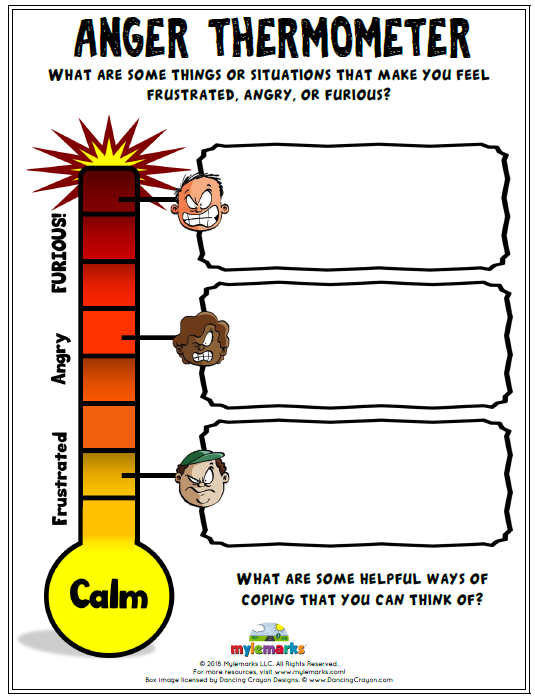 ANGER THERMOMETER
WHAT ARE SOME THINGS OR SITUATIONS THAT MAKE YOU FEEL
FRUSTRATED, ANGRY, OR FURIOUS?
FURIOUS!
Angry
Frustrated
Calm
WHAT ARE SOME HELPFUL WAYS OF
COPING THAT YOU CAN THINK OF?
mylemarks
© 2018 Mylemarks LLC. All Rights Reserved.
For more resources, visit www.mylemarks.com!
Box image licensed by Dancing Crayon Designs, © www.DancingCrayon.com